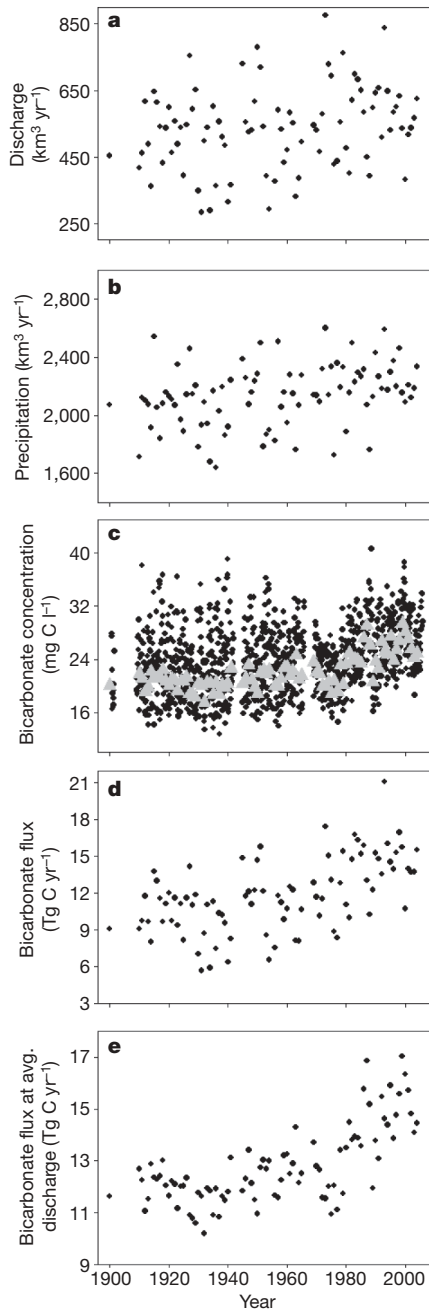 a
850
650
450
250
Discharge
(km³ yr⁻¹)
b
2,800
2,400
2,000
1,600
Precipitation (km³ yr⁻¹)
c
40
32
24
16
Bicarbonate concentration
(mg C l⁻¹)
d
21
18
15
12
9
6
3
Bicarbonate flux
(Tg C yr⁻¹)
e
17
15
13
11
9
Bicarbonate flux at avg.
discharge (Tg C yr⁻¹)
1900 1920 1940 1960 1980 2000
Year